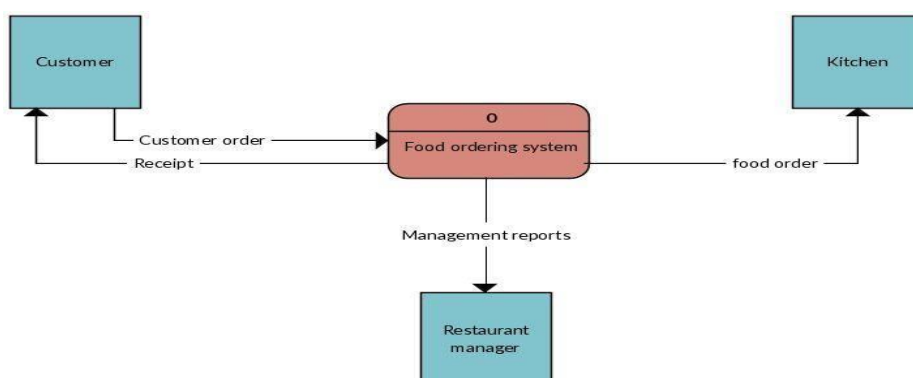 Customer
Kitchen
0
Food ordering system
Customer order
Receipt
food order
Management reports
Restaurant
manager